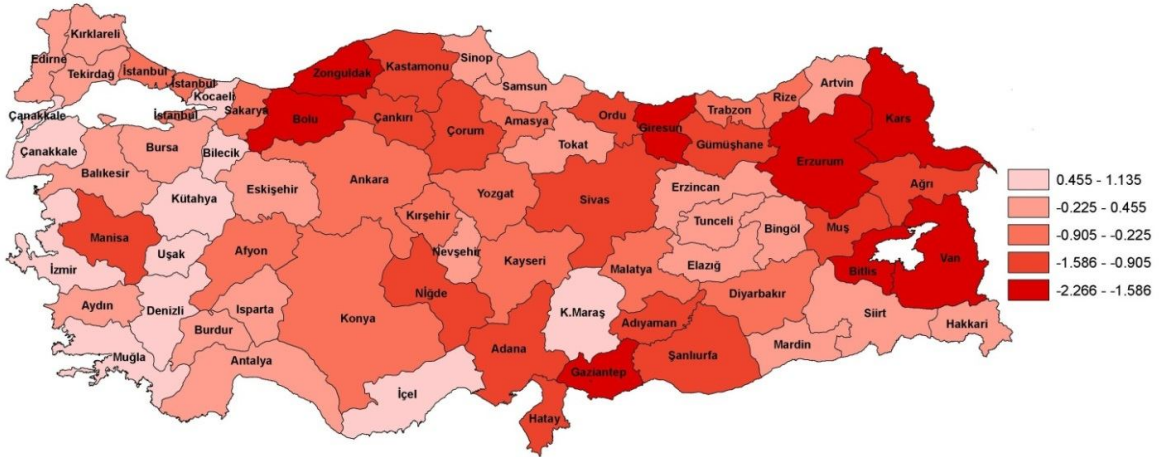 Kırklareli
Edirne
Tekirdağ
İstanbul
İstanbul
Kocaeli
İstanbul
Sakarya
Zonguldak
Bolu
Kastamonu
Çankırı
Sinop
Samsun
Çorum
Amasya
Tokat
Ordu
Giresun
Trabzon
Gümüşhane
Rize
Artvin
Kars
Erzurum
Ağrı
Çanakkale
Çanakkale
Balıkesir
Bursa
Bilecik
Kütahya
Eskişehir
Ankara
Kırşehir
Yozgat
Sivas
Erzincan
Tunceli
Bingöl
Elazığ
Muş
Bitlis
Van
Manisa
Uşak
Afyon
İzmir
Aydın
Denizli
Muğla
Burdur
Isparta
Antalya
Konya
Nevşehir
Niğde
Kayseri
Malatya
K.Maraş
Adıyaman
Diyarbakır
Siirt
Hakkari
Mardin
Şanlıurfa
Gaziantep
Adana
Hatay
İçel
0.455 - 1.135
-0.225 - 0.455
-0.905 - -0.225
-1.586 - -0.905
-2.266 - -1.586